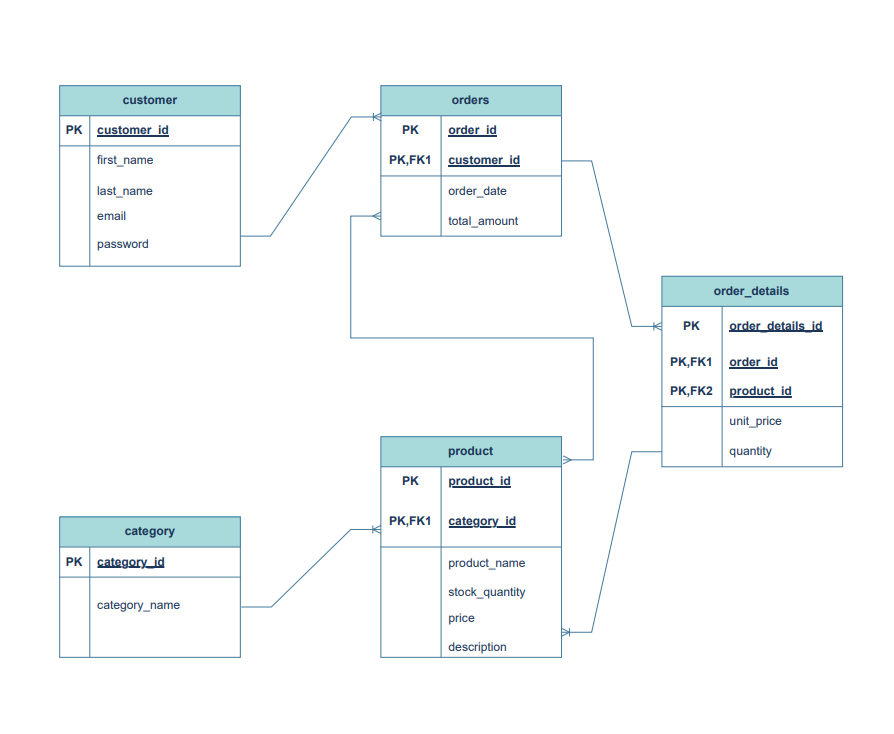 customer
PK customer_id
first_name
last_name
email
password
orders
PK order_id
PK,FK1 customer_id
order_date
total_amount
order_details
PK order_details_id
PK,FK1 order_id
PK,FK2 product_id
unit_price
quantity
product
PK product_id
PK,FK1 category_id
product_name
stock_quantity
price
description
category
PK category_id
category_name